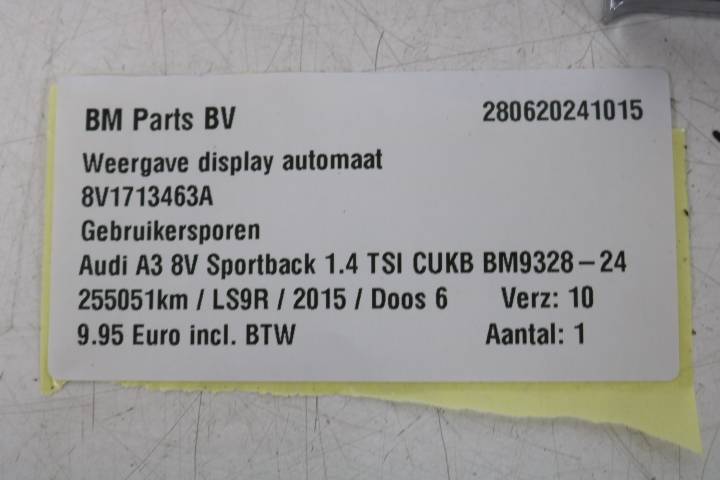 BM Parts BV 280620241015
Weergave display automaat
8V1713463A
Gebruikersporen
Audi A3 8V Sportback 1.4 TSI CUKB BM9328-24
255051km / LS9R / 2015 / Doos 6 Verz: 10
9.95 Euro incl. BTW Aantal: 1